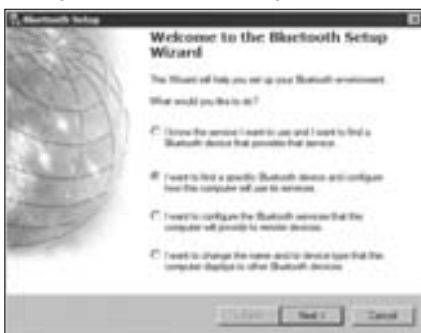 Bluetooth Setup
Welcome to the Bluetooth Setup
Wizard
This Wizard will help you set up your Bluetooth environment.
What would you like to do?
I know the service I want to use and I want to find a
Bluetooth device that provides that service.
I want to find a specific Bluetooth device and configure
how this computer will use its services.
I want to configure the Bluetooth services that this
computer will provide to remote devices.
I want to change the name and/or device type that this
computer displays to other Bluetooth devices.
< Back
Next >
Cancel